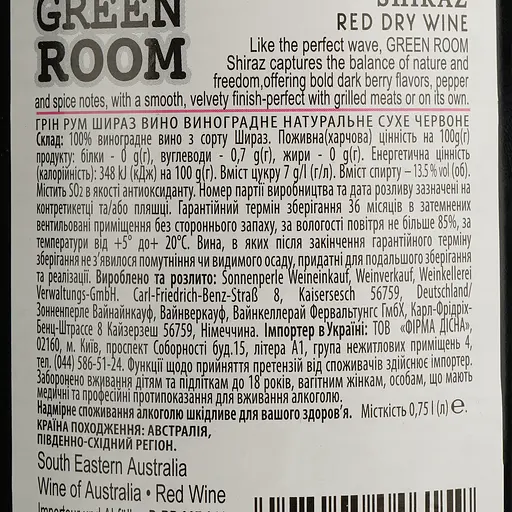 GREEN
ROOM
SHIRAZ
RED DRY WINE
Like the perfect wave, GREEN ROOM
Shiraz captures the balance of nature and
freedom,offering bold dark berry flavors, pepper
and spice notes, with a smooth, velvety finish-perfect with grilled meats or on its own.
ГРІН РУМ ШИРАЗ ВИНО ВИНОГРАДНЕ НАТУРАЛЬНЕ СУХЕ ЧЕРВОНЕ
Склад: 100% виноградне вино з сорту Шираз. Поживна(харчова) цінність на 100g(г)
продукту: білки - 0 g(г), вуглеводи - 0,7 g(г), жири - 0 g(г). Енергетична цінність
(калорійність): 348 kJ (кДж) на 100 g(г). Вміст цукру 7 g/l (г/л). Вміст спирту – 13.5 % vol (об).
Містить SO₂ в якості антиоксиданту. Номер партії виробництва та дата розливу зазначені на
контретикетці та/або пляшці. Гарантійний термін зберігання 36 місяців в затемнених
вентильовані приміщення без стороннього запаху, за вологості повітря не більше 85%, за
температури від +5° до+ 20°C. Вина, в яких після закінчення гарантійного терміну
зберігання не з'явилося помутніння чи видимого осаду, придатні для подальшого зберігання
та реалізації. Вироблено та розлито: Sonnenperle Weineinkauf, Weinverkauf, Weinkellerei
Verwaltungs-GmbH. Carl-Friedrich-Benz-Straß 8, Kaisersesch 56759, Deutschland/
Зонненперле Вайнайнкауф, Вайнверкауф, Вайнкеллерай Фервальтунгс ГмбХ, Карл-Фрідріх-
Бенц-Штрассе 8 Кайзерзеш 56759, Німеччина. Імпортер в Україні: ТОВ «ФІРМА ДІСНА»,
02160, м. Київ, проспект Соборності буд.15, літера А1, група нежитлових приміщень 4,
тел. (044) 586-51-24. Функції щодо прийняття претензій від споживачів здійснює імпортер.
Заборонено вживання дітям та підліткам до 18 років, вагітним жінкам, особам, що мають
медичні та професійні протипоказання для вживання алкоголю.
Надмірне споживання алкоголю шкідливе для вашого здоров'я. Місткість 0,75 l (л) ℮.
КРАЇНА ПОХОДЖЕННЯ: АВСТРАЛІЯ,
ПІВДЕННО-СХІДНИЙ РЕГІОН.
South Eastern Australia
Wine of Australia • Red Wine